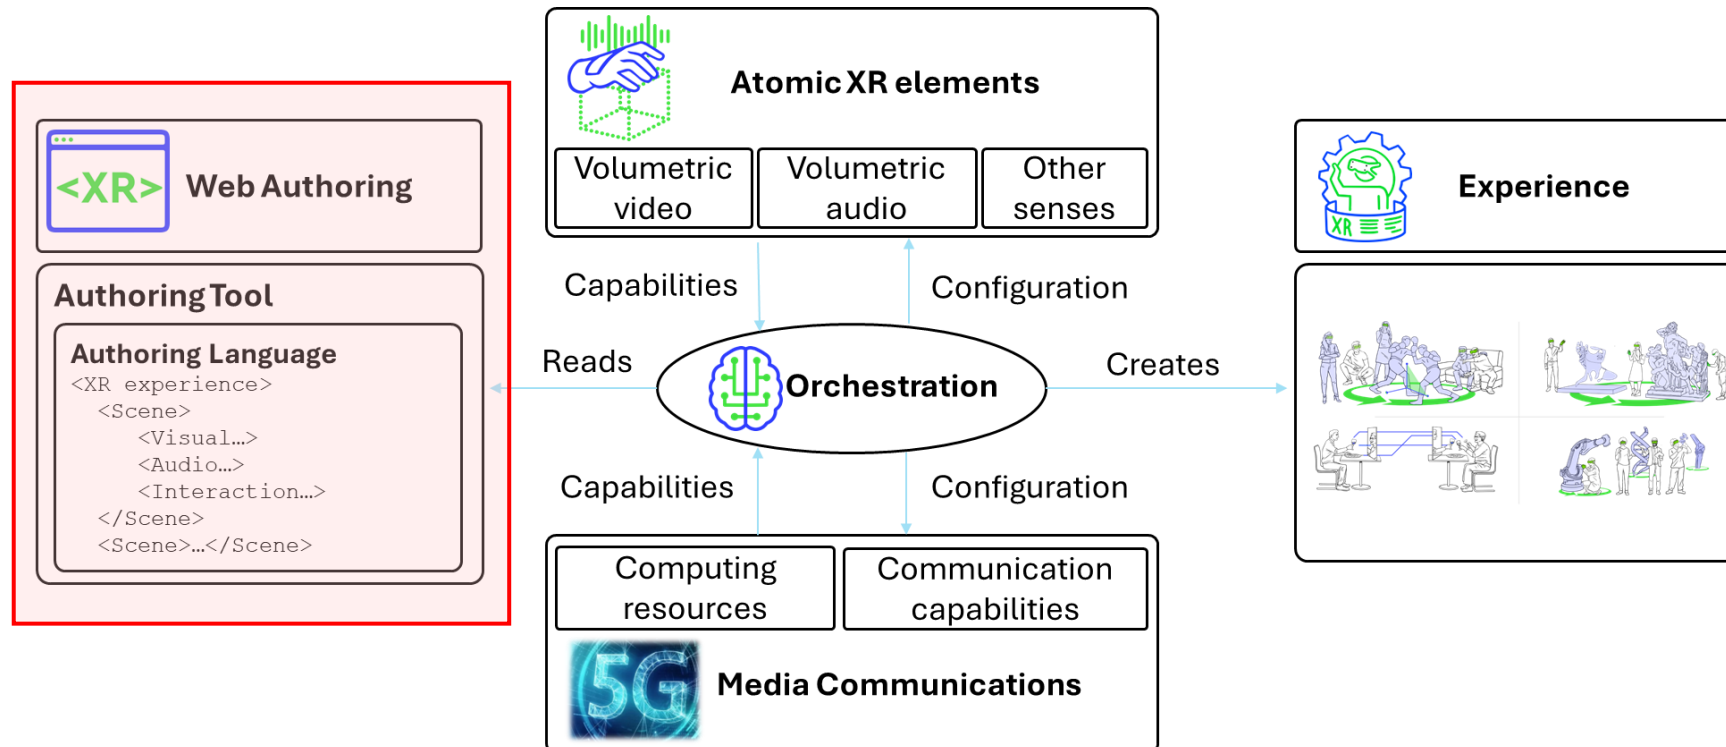 <XR>
Web Authoring
Authoring Tool
Authoring Language
<XR experience>
<Scene>
<Visual…>
<Audio…>
<Interaction…>
</Scene>
<Scene>…</Scene>
Atomic XR elements
Volumetric
video
Volumetric
audio
Other
senses
Capabilities
Configuration
Reads
Orchestration
Creates
Capabilities
Configuration
Computing
resources
Communication
capabilities
5G
Media Communications
XR
Experience